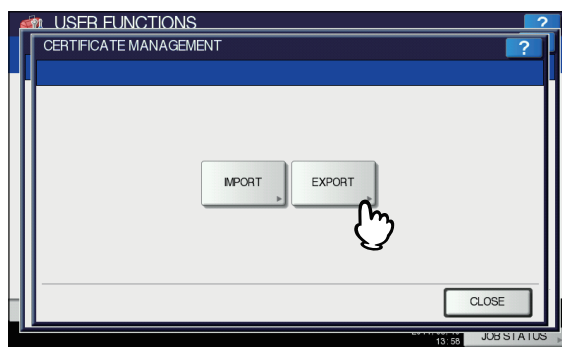 USER FUNCTIONS
?
CERTIFICATE MANAGEMENT
?
IMPORT
EXPORT
CLOSE
13:58
JOB STATUS